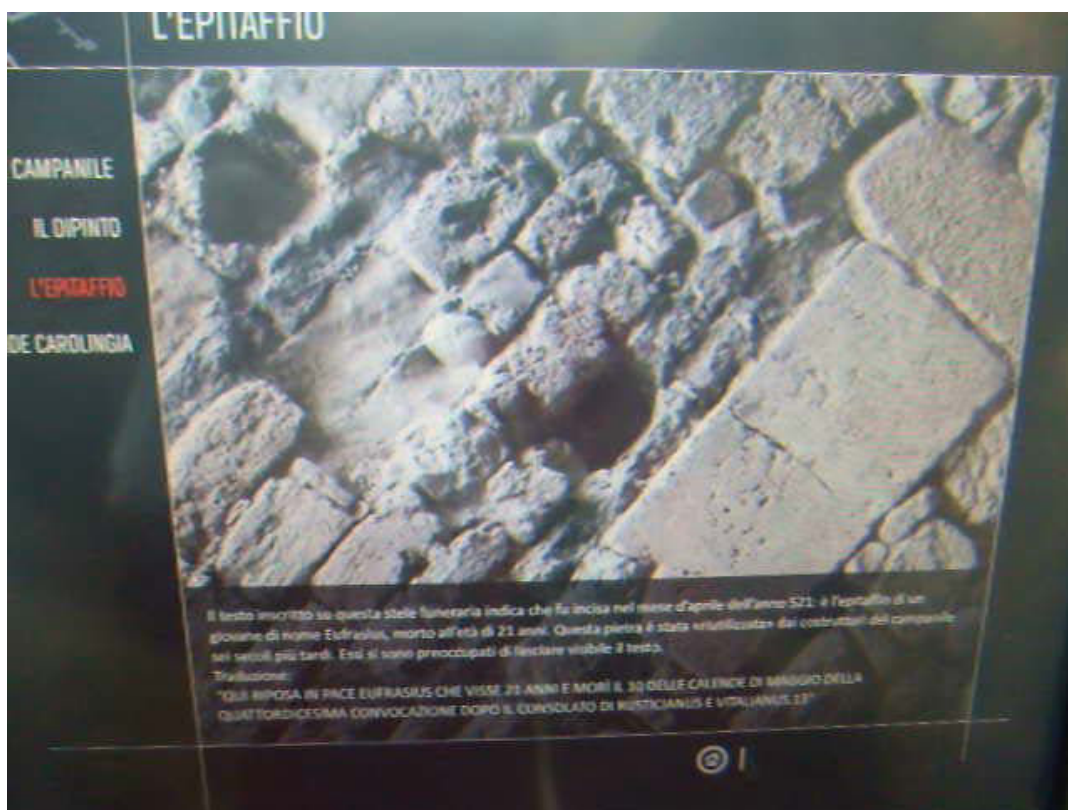 L'EPITAFFIO
CAMPANILE
IL DIPINTO
L'EPITAFFIO
DE CAROLINGIA
Il testo inscritto su questa stele funeraria indica che fu incisa nel mese d'aprile dell'anno 521: è l'epitaffio di un
giovane di nome Eufrasius, morto all'età di 21 anni. Questa pietra è stata «riutilizzata» dai costruttori del campanile
sei secoli più tardi. Essi si sono preoccupati di lasciare visibile il testo.
Traduzione:
"QUI RIPOSA IN PACE EUFRASIUS CHE VISSE 21 ANNI E MORÌ IL 10 DELLE CALENDE DI MAGGIO DELLA
QUATTORDICESIMA CONVOCAZIONE DOPO IL CONSOLATO DI RUSTICIANUS E VITALIANUS